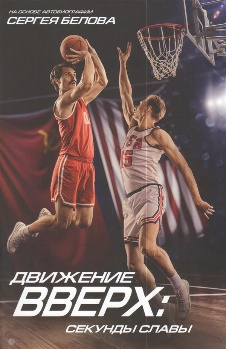 НА ОСНОВЕ АВТОБИОГРАФИИ
СЕРГЕЯ БЕЛОВА
ДВИЖЕНИЕ
ВВЕРХ:
СЕКУНДЫ СЛАВЫ